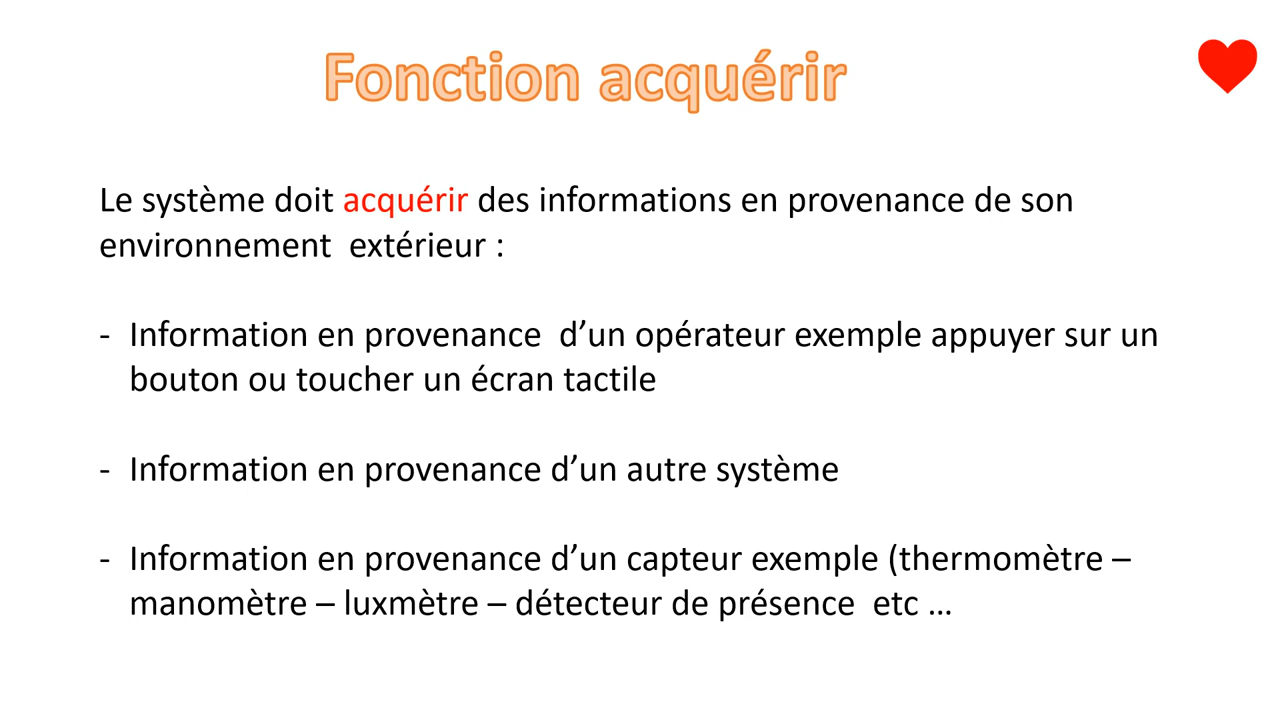 Fonction acquérir
Le système doit acquérir des informations en provenance de son
environnement  extérieur :
- Information en provenance  d’un opérateur exemple appuyer sur un
bouton ou toucher un écran tactile
- Information en provenance d’un autre système
- Information en provenance d’un capteur exemple (thermomètre –
manomètre – luxmètre – détecteur de présence  etc …